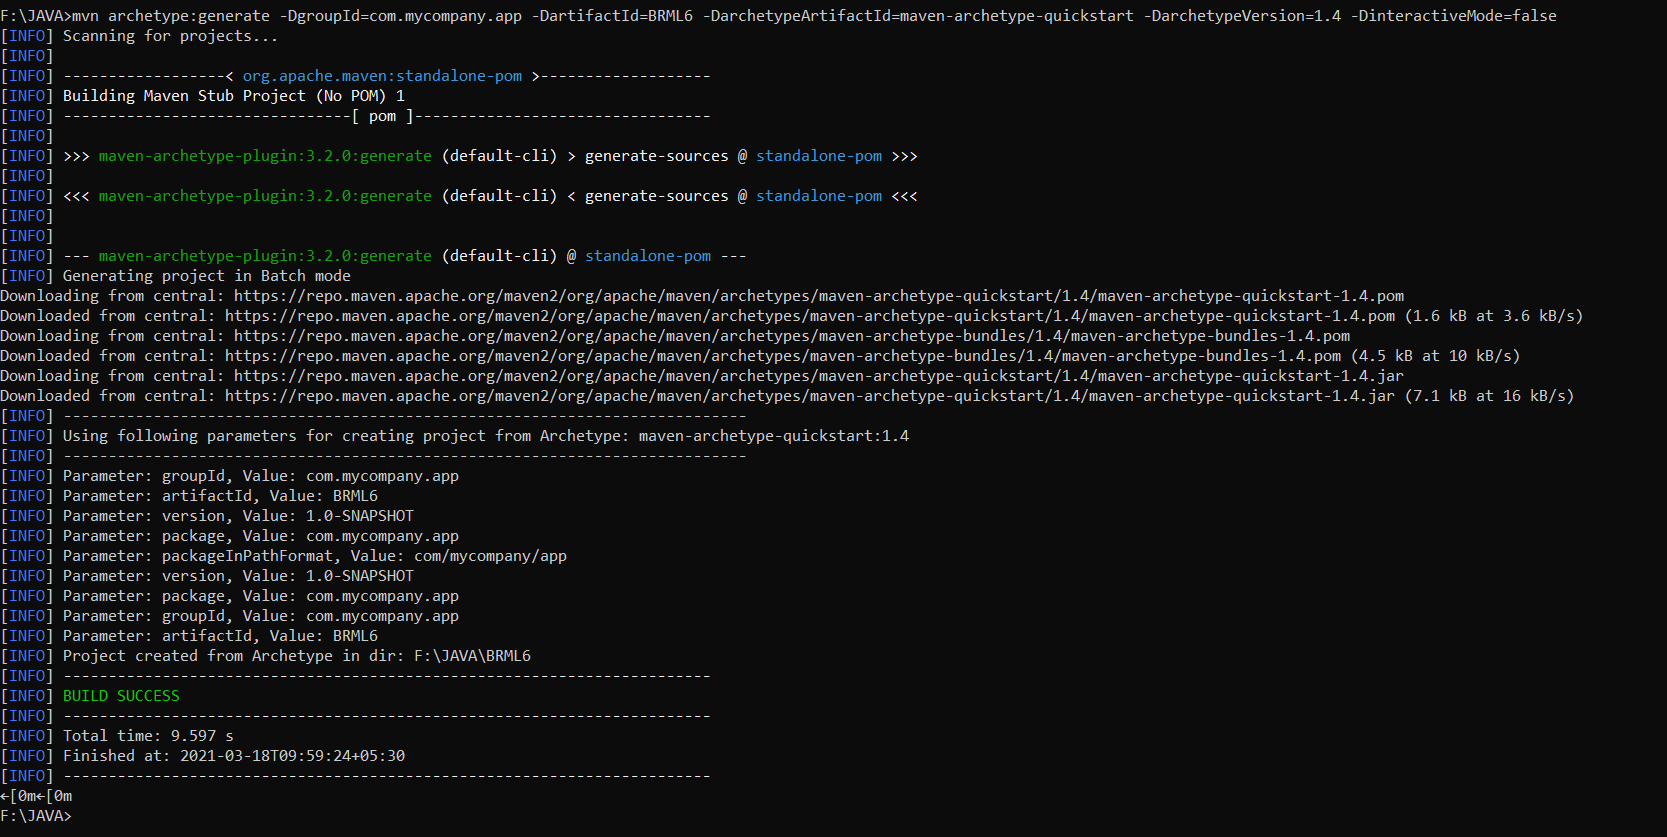 F:\JAVA>mvn archetype:generate -DgroupId=com.mycompany.app -DartifactId=BRML6 -DarchetypeArtifactId=maven-archetype-quickstart -DarchetypeVersion=1.4 -DinteractiveMode=false
[INFO] Scanning for projects...
[INFO]
[INFO] ------------------< org.apache.maven:standalone-pom >-------------------
[INFO] Building Maven Stub Project (No POM) 1
[INFO] --------------------------------[ pom ]---------------------------------
[INFO]
[INFO] >>> maven-archetype-plugin:3.2.0:generate (default-cli) > generate-sources @ standalone-pom >>>
[INFO]
[INFO] <<< maven-archetype-plugin:3.2.0:generate (default-cli) < generate-sources @ standalone-pom <<<
[INFO]
[INFO]
[INFO] --- maven-archetype-plugin:3.2.0:generate (default-cli) @ standalone-pom ---
[INFO] Generating project in Batch mode
Downloading from central: https://repo.maven.apache.org/maven2/org/apache/maven/archetypes/maven-archetype-quickstart/1.4/maven-archetype-quickstart-1.4.pom
Downloaded from central: https://repo.maven.apache.org/maven2/org/apache/maven/archetypes/maven-archetype-quickstart/1.4/maven-archetype-quickstart-1.4.pom (1.6 kB at 3.6 kB/s)
Downloading from central: https://repo.maven.apache.org/maven2/org/apache/maven/archetypes/maven-archetype-bundles/1.4/maven-archetype-bundles-1.4.pom
Downloaded from central: https://repo.maven.apache.org/maven2/org/apache/maven/archetypes/maven-archetype-bundles/1.4/maven-archetype-bundles-1.4.pom (4.5 kB at 10 kB/s)
Downloading from central: https://repo.maven.apache.org/maven2/org/apache/maven/archetypes/maven-archetype-quickstart/1.4/maven-archetype-quickstart-1.4.jar
Downloaded from central: https://repo.maven.apache.org/maven2/org/apache/maven/archetypes/maven-archetype-quickstart/1.4/maven-archetype-quickstart-1.4.jar (7.1 kB at 16 kB/s)
[INFO] ----------------------------------------------------------------------------
[INFO] Using following parameters for creating project from Archetype: maven-archetype-quickstart:1.4
[INFO] ----------------------------------------------------------------------------
[INFO] Parameter: groupId, Value: com.mycompany.app
[INFO] Parameter: artifactId, Value: BRML6
[INFO] Parameter: version, Value: 1.0-SNAPSHOT
[INFO] Parameter: package, Value: com.mycompany.app
[INFO] Parameter: packageInPathFormat, Value: com/mycompany/app
[INFO] Parameter: version, Value: 1.0-SNAPSHOT
[INFO] Parameter: package, Value: com.mycompany.app
[INFO] Parameter: groupId, Value: com.mycompany.app
[INFO] Parameter: artifactId, Value: BRML6
[INFO] Project created from Archetype in dir: F:\JAVA\BRML6
[INFO] ------------------------------------------------------------------------
[INFO] BUILD SUCCESS
[INFO] ------------------------------------------------------------------------
[INFO] Total time: 9.597 s
[INFO] Finished at: 2021-03-18T09:59:24+05:30
[INFO] ------------------------------------------------------------------------
←[0m←[0m
F:\JAVA>